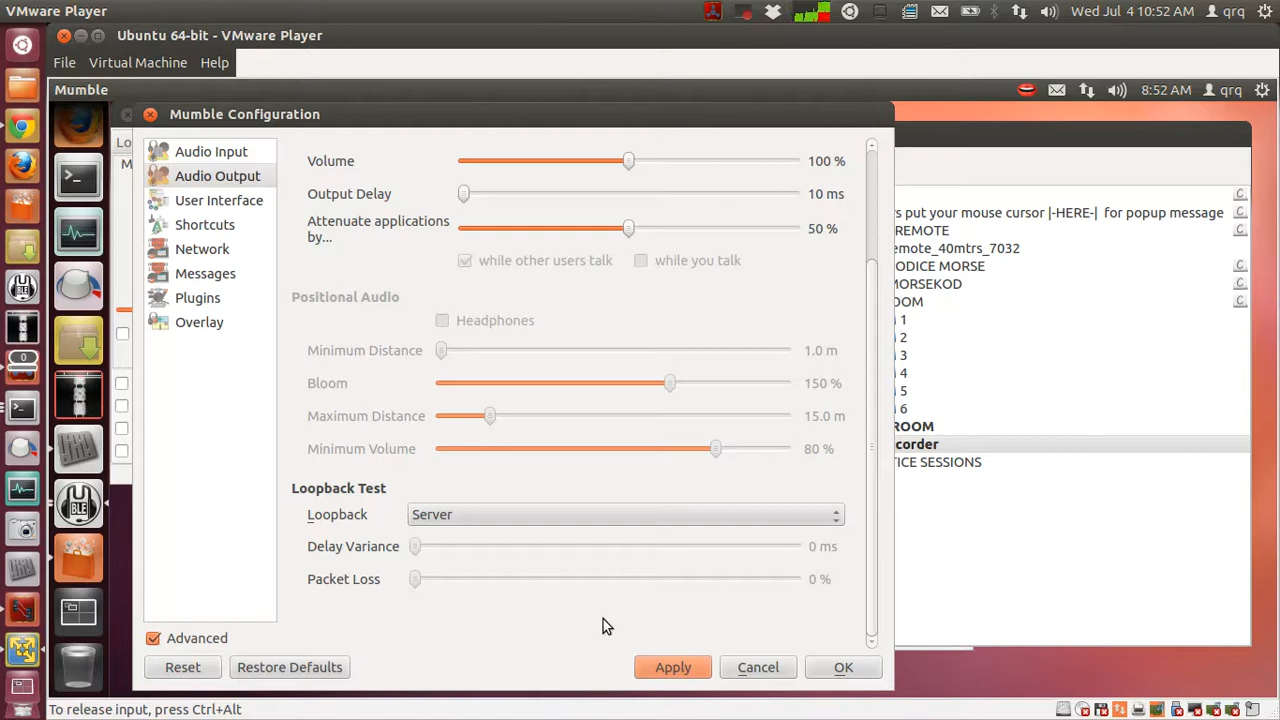 VMware Player
Wed Jul 4 10:52 AM
qrq
Ubuntu 64-bit - VMware Player
File
Virtual Machine
Help
Mumble
8:52 AM
qrq
Mumble Configuration
Lo
M
Audio Input
Audio Output
User Interface
Shortcuts
Network
Messages
Plugins
Overlay
Volume
100 %
Output Delay
10 ms
Attenuate applications
by...
50 %
while other users talk
while you talk
Positional Audio
Headphones
Minimum Distance
1.0 m
Bloom
150 %
Maximum Distance
15.0 m
Minimum Volume
80 %
Loopback Test
Loopback
Server
Delay Variance
0 ms
Packet Loss
0 %
Advanced
Reset
Restore Defaults
Apply
Cancel
OK
C
rs put your mouse cursor |-HERE-| for popup message
C
REMOTE
C
emote_40mtrs_7032
ODICE MORSE
C
MORSEKOD
C
OOM
C
1
2
3
4
5
6
ROOM
corder
TICE SESSIONS
0
BLE
BLE
To release input, press Ctrl+Alt